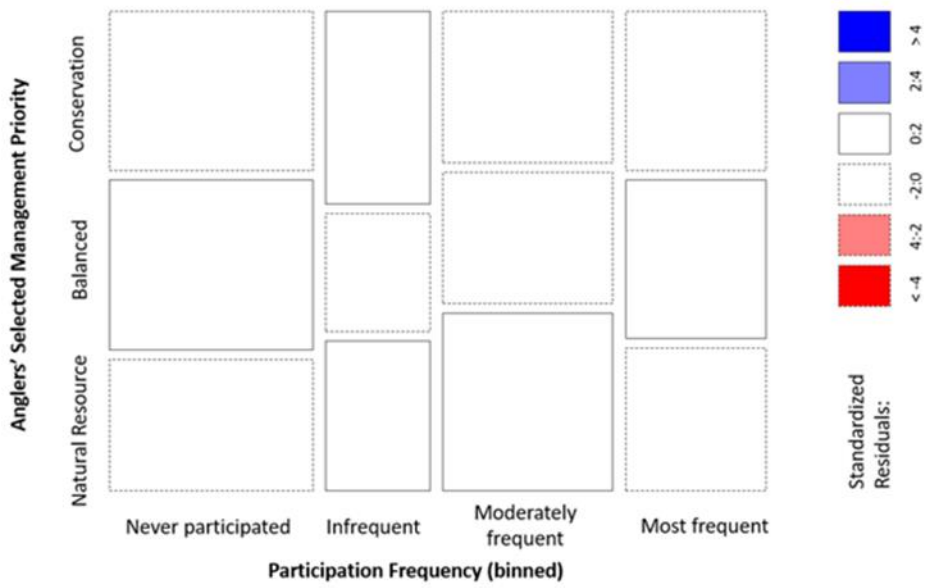 Anglers' Selected Management Priority
Conservation
Balanced
Natural Resource
Never participated
Infrequent
Moderately
frequent
Most frequent
Participation Frequency (binned)
>4
2:4
0:2
-2:0
4:-2
<-4
Standardized
Residuals: